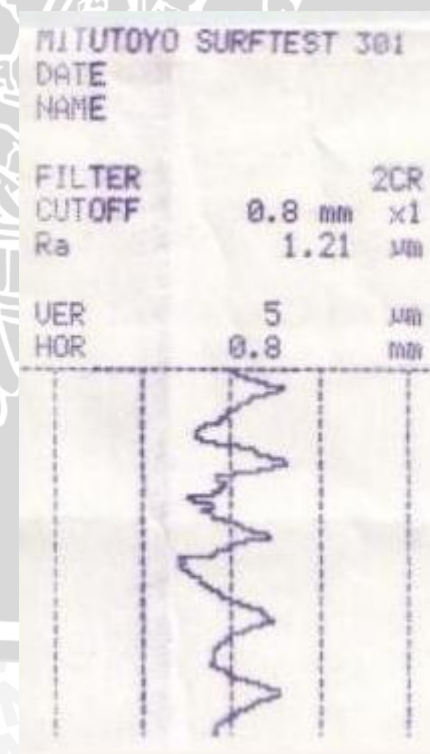 MITUTOYO SURFTEST 301
DATE
NAME
FILTER 2CR
CUTOFF 0.8 mm x1
Ra 1.21 µm
VER 5 µm
HOR 0.8 mm